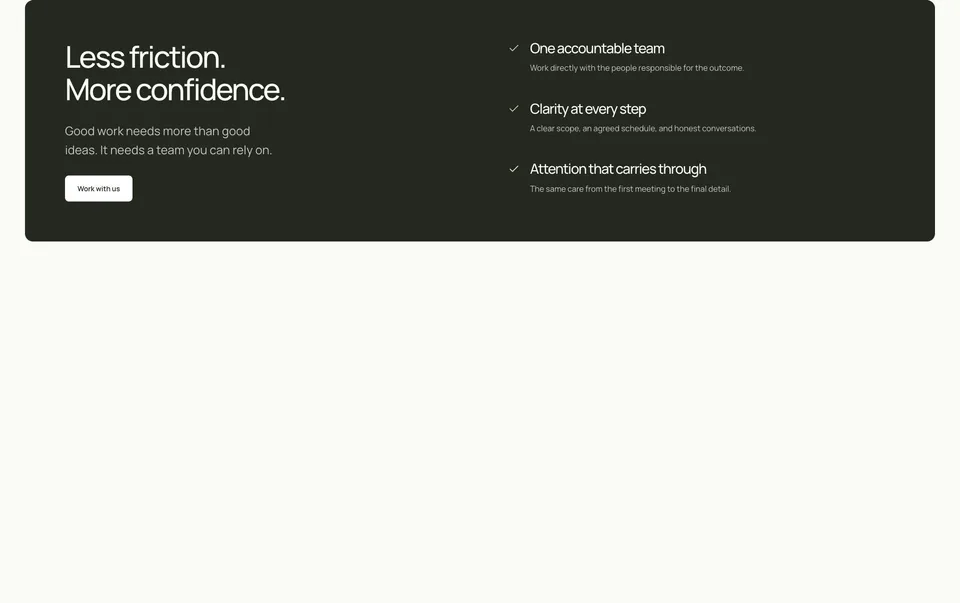 Less friction.
More confidence.
Good work needs more than good
ideas. It needs a team you can rely on.
Work with us
One accountable team
Work directly with the people responsible for the outcome.
Clarity at every step
A clear scope, an agreed schedule, and honest conversations.
Attention that carries through
The same care from the first meeting to the final detail.